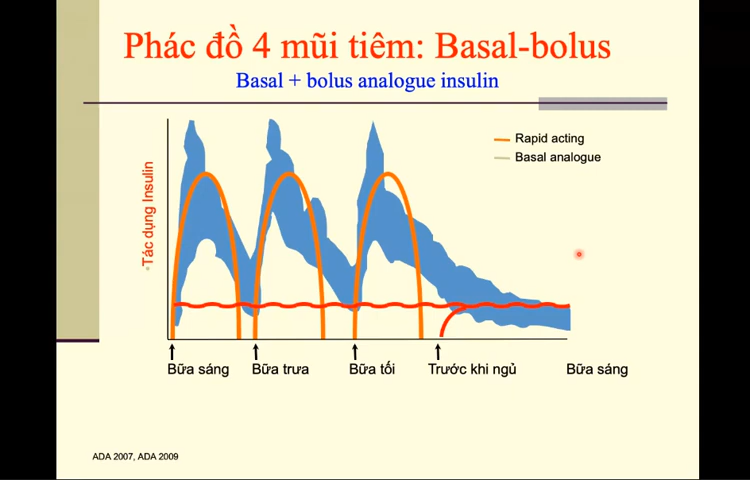 Phác đồ 4 mũi tiêm: Basal-bolus
Basal + bolus analogue insulin
Rapid acting
Basal analogue
Tác dụng Insulin
Bữa sáng
Bữa trưa
Bữa tối
Trước khi ngủ
Bữa sáng
ADA 2007, ADA 2009